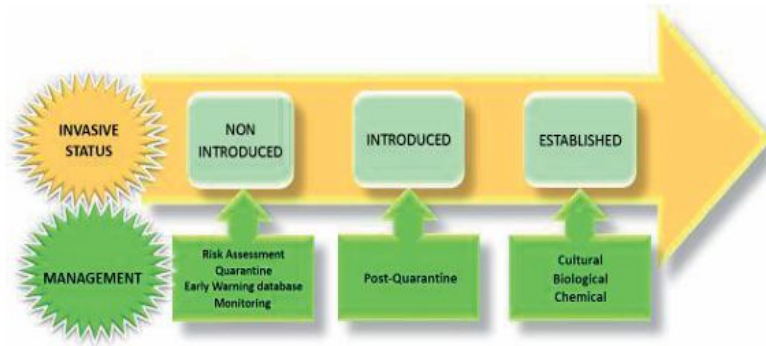 INVASIVE
STATUS
NON
INTRODUCED
INTRODUCED
ESTABLISHED
MANAGEMENT
Risk Assessment
Quarantine
Early Warning database
Monitoring
Post-Quarantine
Cultural
Biological
Chemical